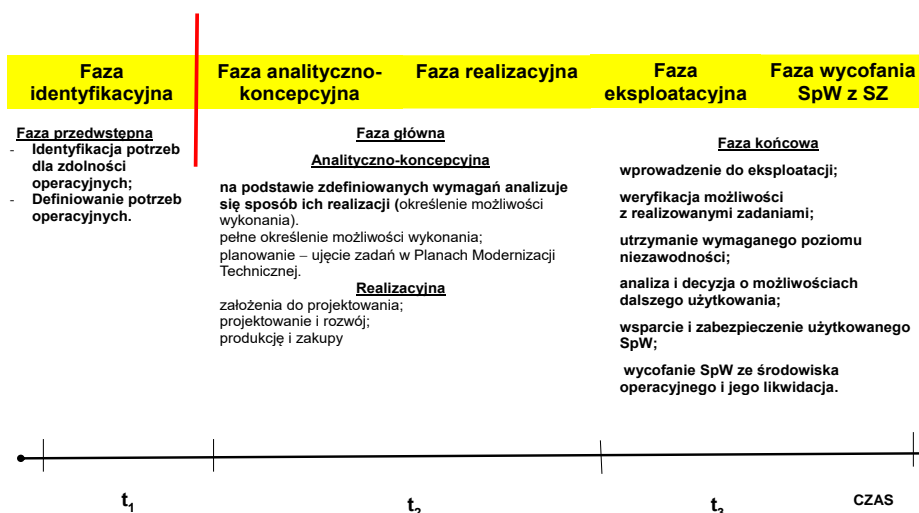 Faza
identyfikacyjna
Faza analityczno-
koncepcyjna
Faza realizacyjna
Faza
eksploatacyjna
Faza wycofania
SpW z SZ
Faza przedwstępna
- Identyfikacja potrzeb
dla zdolności
operacyjnych;
- Definiowanie potrzeb
operacyjnych.
Faza główna
Analityczno-koncepcyjna
na podstawie zdefiniowanych wymagań analizuje
się sposób ich realizacji (określenie możliwości
wykonania).
pełne określenie możliwości wykonania;
planowanie – ujęcie zadań w Planach Modernizacji
Technicznej.
Realizacyjna
założenia do projektowania;
projektowanie i rozwój;
produkcję i zakupy
Faza końcowa
wprowadzenie do eksploatacji;
weryfikacja możliwości
z realizowanymi zadaniami;
utrzymanie wymaganego poziomu
niezawodności;
analiza i decyzja o możliwościach
dalszego użytkowania;
wsparcie i zabezpieczenie użytkowanego
SpW;
wycofanie SpW ze środowiska
operacyjnego i jego likwidacja.
t1
t2
t3
CZAS